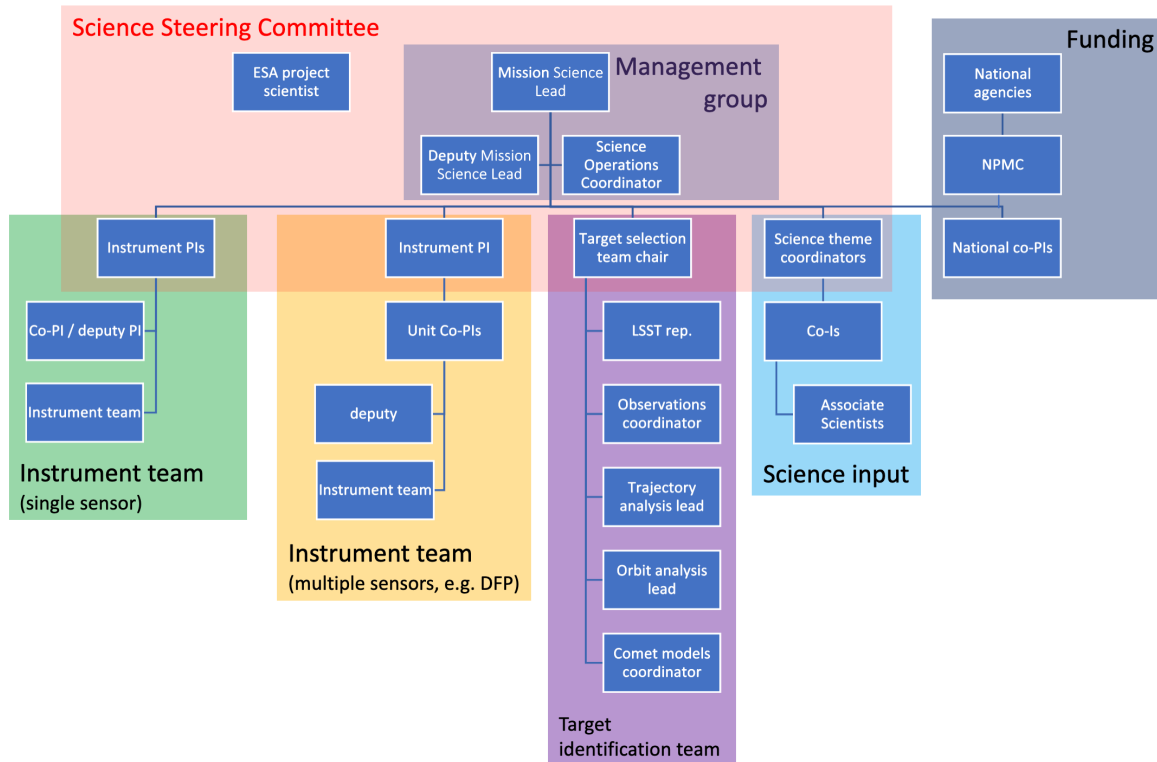 Science Steering Committee
ESA project
scientist
Mission Science
Lead
Management
group
Deputy Mission
Science Lead
Science
Operations
Coordinator
Funding
National
agencies
NPMC
National co-PIs
Instrument PIs
Co-PI / deputy PI
Instrument team
Instrument team
(single sensor)
Instrument PI
Unit Co-PIs
deputy
Instrument team
Instrument team
(multiple sensors, e.g. DFP)
Target selection
team chair
LSST rep.
Observations
coordinator
Trajectory
analysis lead
Orbit analysis
lead
Comet models
coordinator
Target
identification team
Science theme
coordinators
Co-Is
Associate
Scientists
Science input